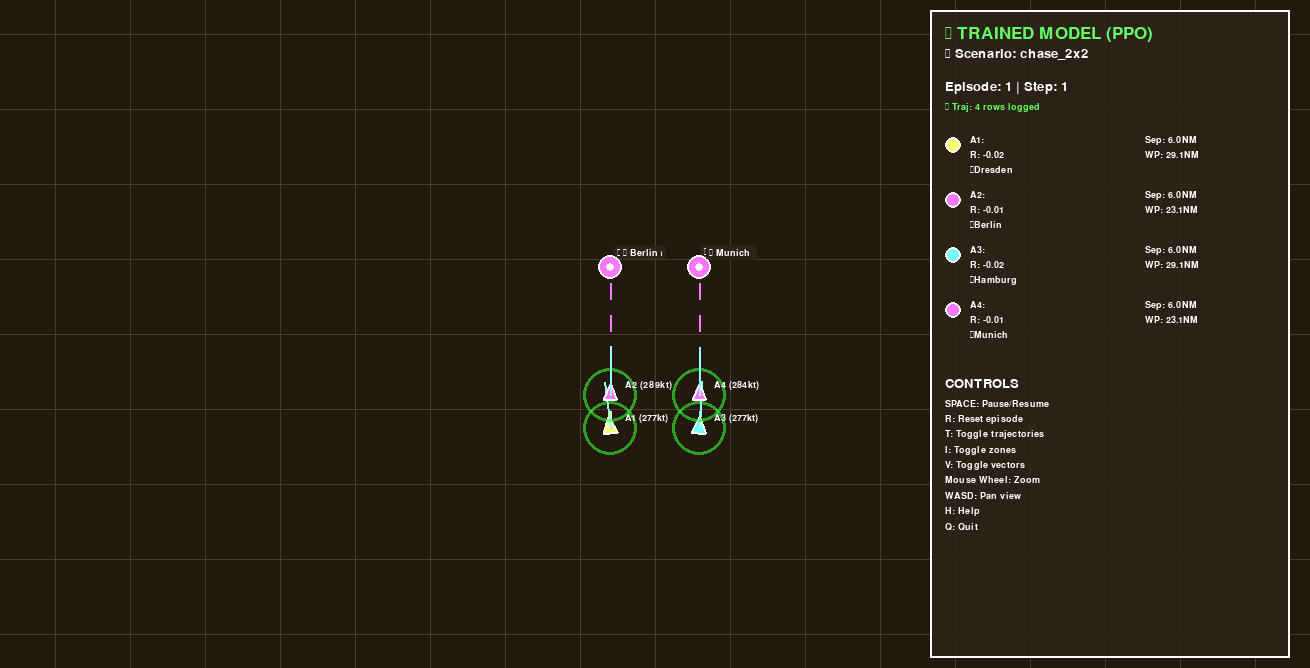 TRAINED MODEL (PPO)
Scenario: chase_2x2
Episode: 1 | Step: 1
Traj: 4 rows logged
A1:
Sep: 6.0NM
R: -0.02
WP: 29.1NM
Dresden
A2:
Sep: 6.0NM
R: -0.01
WP: 23.1NM
Berlin
A3:
Sep: 6.0NM
R: -0.02
WP: 29.1NM
Hamburg
A4:
Sep: 6.0NM
R: -0.01
WP: 23.1NM
Munich
CONTROLS
SPACE: Pause/Resume
R: Reset episode
T: Toggle trajectories
I: Toggle zones
V: Toggle vectors
Mouse Wheel: Zoom
WASD: Pan view
H: Help
Q: Quit
Berlin
Munich
A2 (289kt)
A4 (284kt)
A1 (277kt)
A3 (277kt)